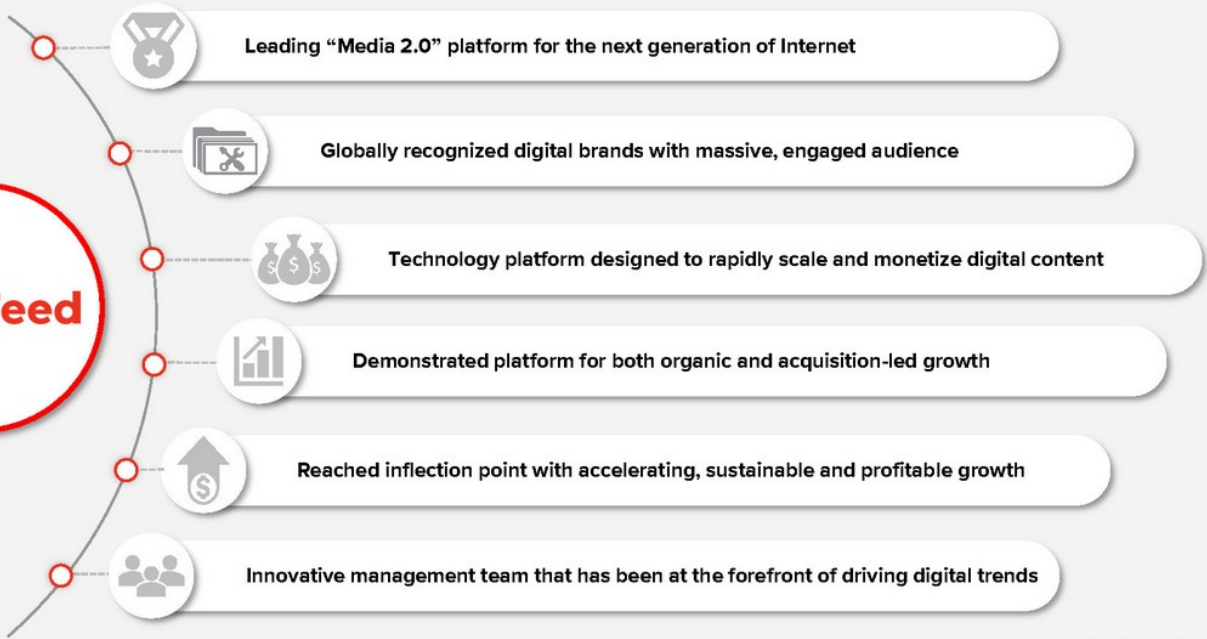 Leading “Media 2.0” platform for the next generation of Internet
Globally recognized digital brands with massive, engaged audience
Technology platform designed to rapidly scale and monetize digital content
eed
Demonstrated platform for both organic and acquisition-led growth
Reached inflection point with accelerating, sustainable and profitable growth
Innovative management team that has been at the forefront of driving digital trends